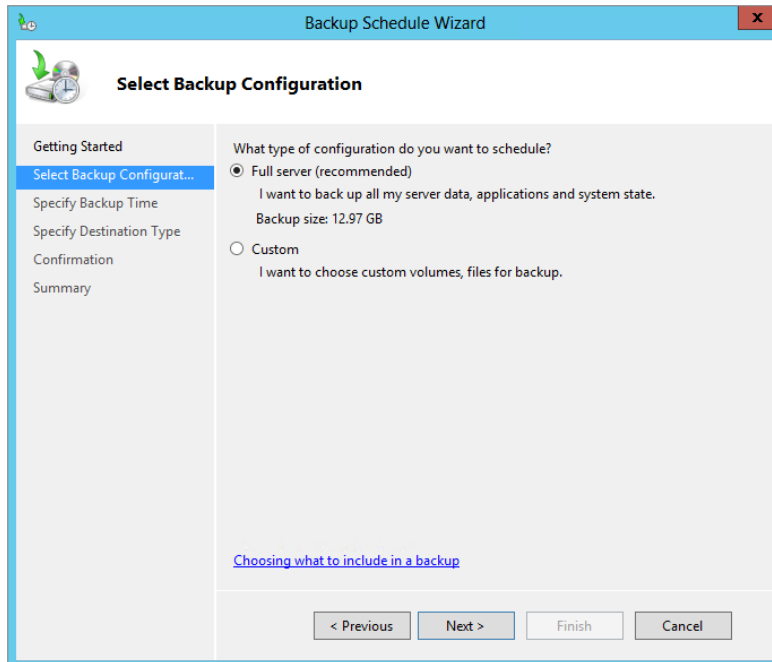 Backup Schedule Wizard
x
Select Backup Configuration
Getting Started
Select Backup Configurat...
Specify Backup Time
Specify Destination Type
Confirmation
Summary
What type of configuration do you want to schedule?
Full server (recommended)
I want to back up all my server data, applications and system state.
Backup size: 12.97 GB
Custom
I want to choose custom volumes, files for backup.
Choosing what to include in a backup
< Previous
Next >
Finish
Cancel